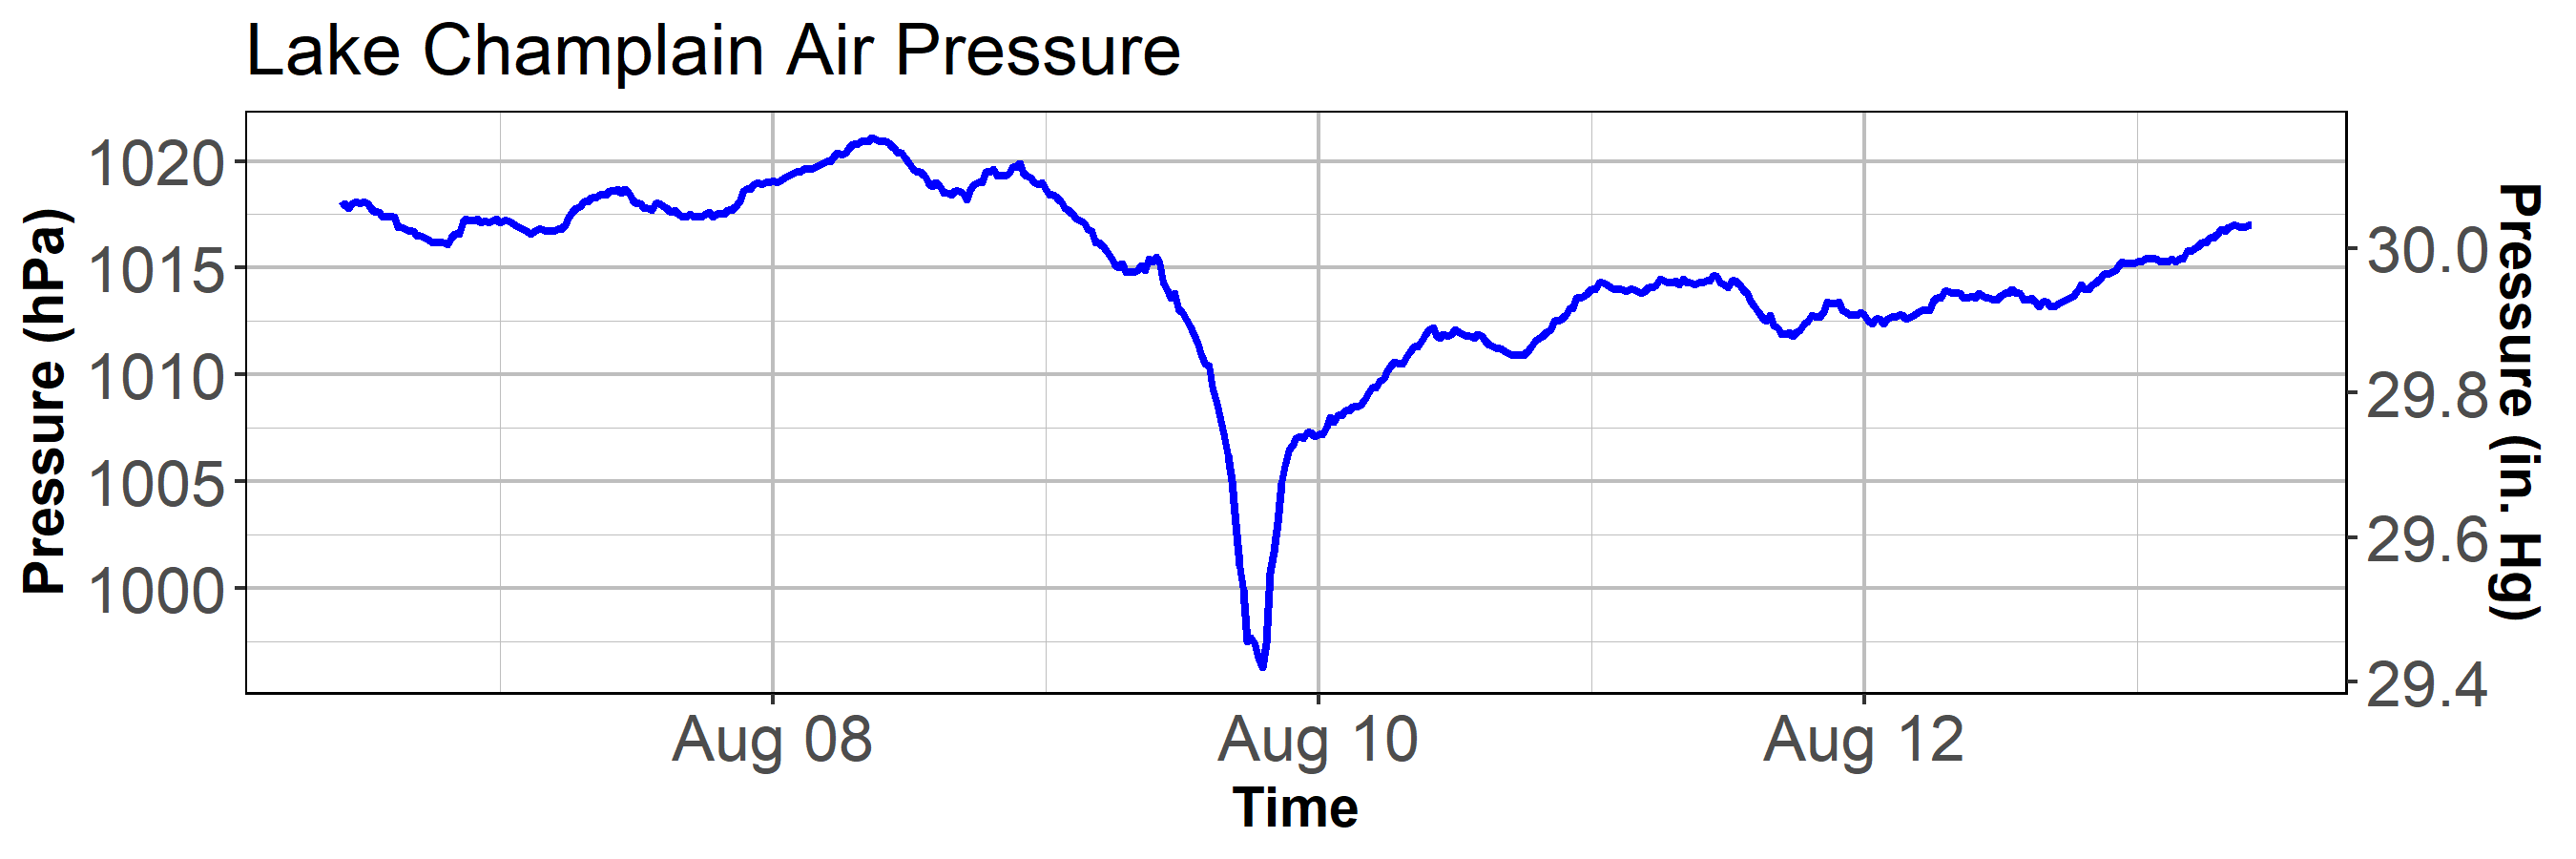 Lake Champlain Air Pressure
Pressure (hPa)
1020
1015
1010
1005
1000
30.0
29.8
29.6
29.4
Pressure (in. Hg)
Aug 08 Aug 10 Aug 12
Time